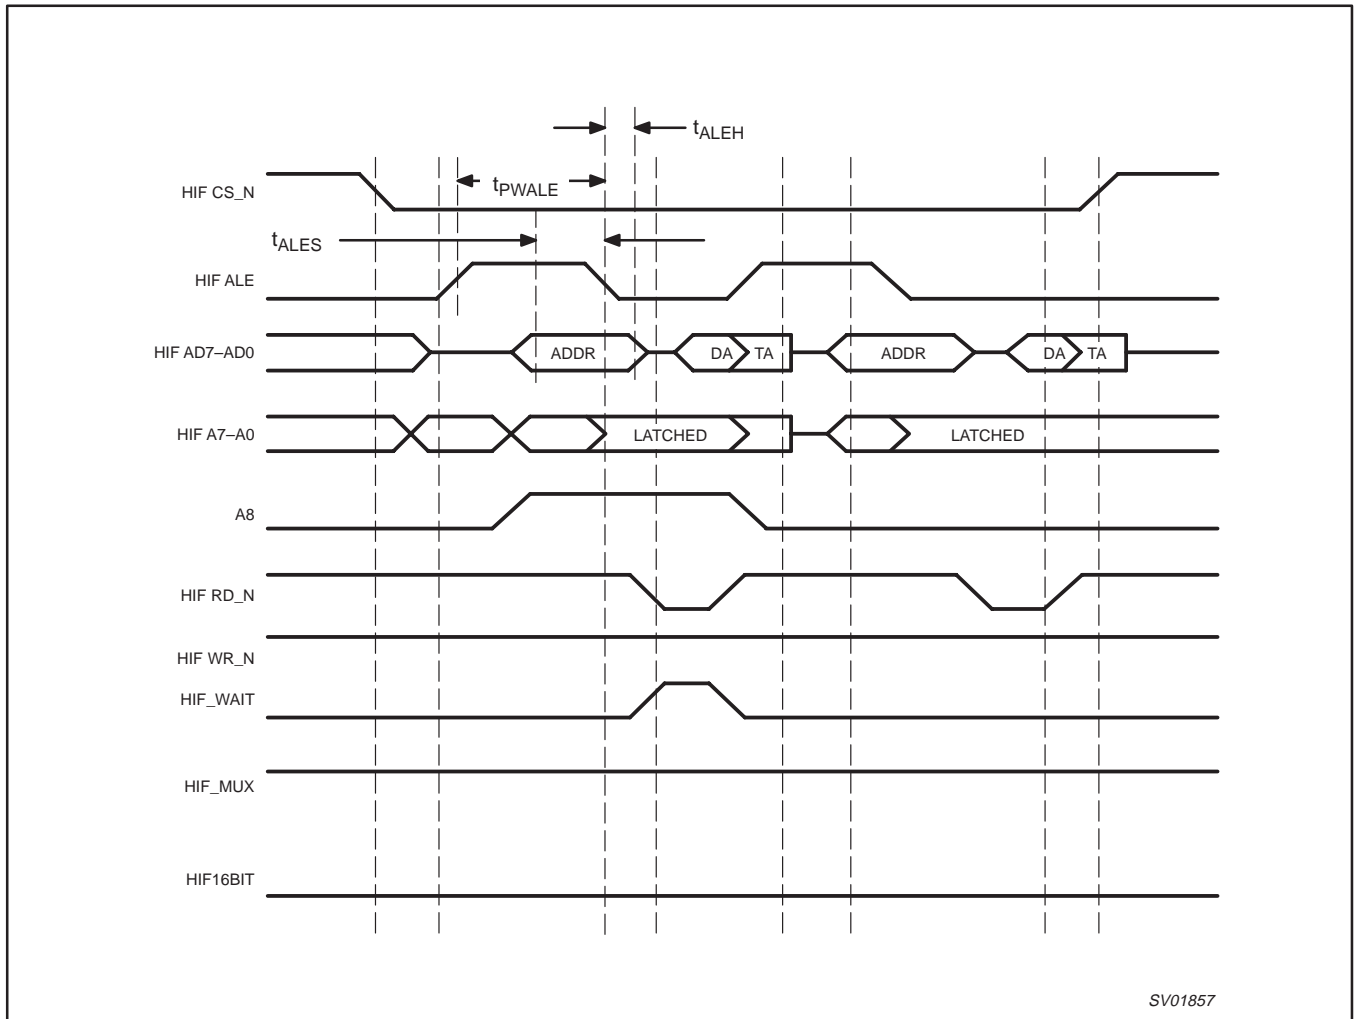 tALEH
HIF CS_N
tPWALE
tALES
HIF ALE
HIF AD7–AD0 ADDR DA TA ADDR DA TA
HIF A7–A0 LATCHED LATCHED
A8
HIF RD_N
HIF WR_N
HIF_WAIT
HIF_MUX
HIF16BIT
SV01857